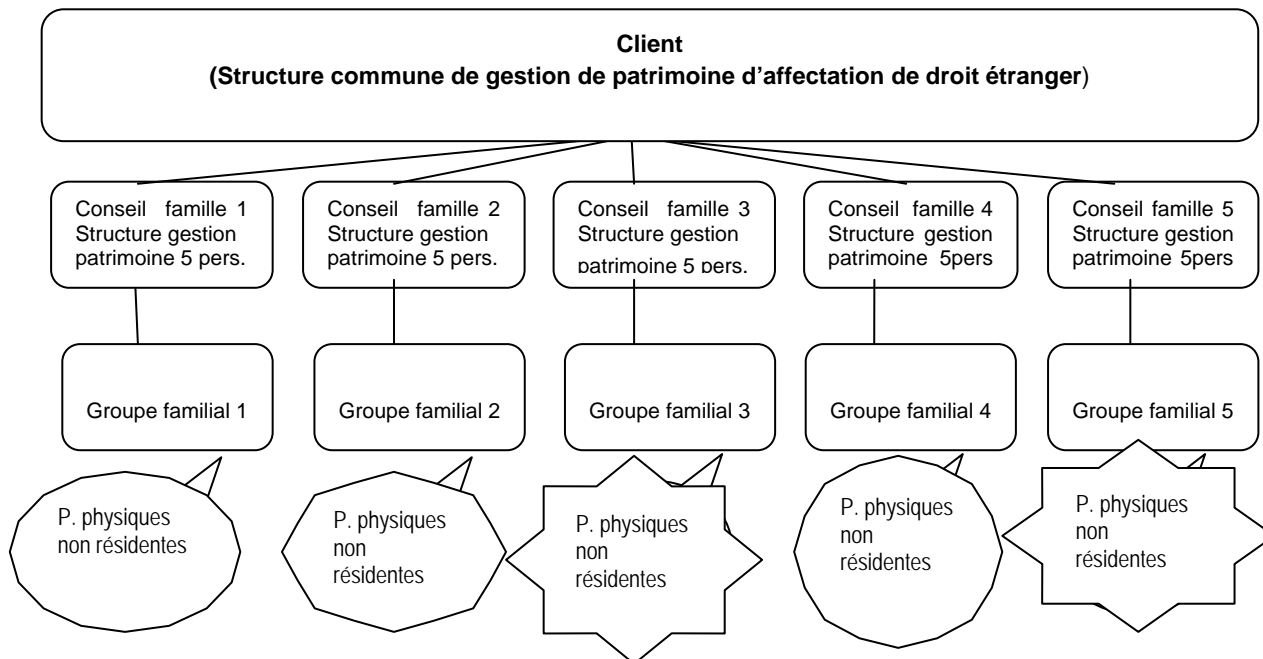 Client
(Structure commune de gestion de patrimoine d'affectation de droit étranger)
Conseil famille 1
Structure gestion
patrimoine 5 pers.
Conseil famille 2
Structure gestion
patrimoine 5 pers.
Conseil famille 3
Structure gestion
patrimoine 5 pers.
Conseil famille 4
Structure gestion
patrimoine 5pers
Conseil famille 5
Structure gestion
patrimoine 5pers
Groupe familial 1
Groupe familial 2
Groupe familial 3
Groupe familial 4
Groupe familial 5
P. physiques
non résidentes
P. physiques
non
résidentes
P. physiques
non
résidentes
P. physiques
non
résidentes
P. physiques
non
résidentes